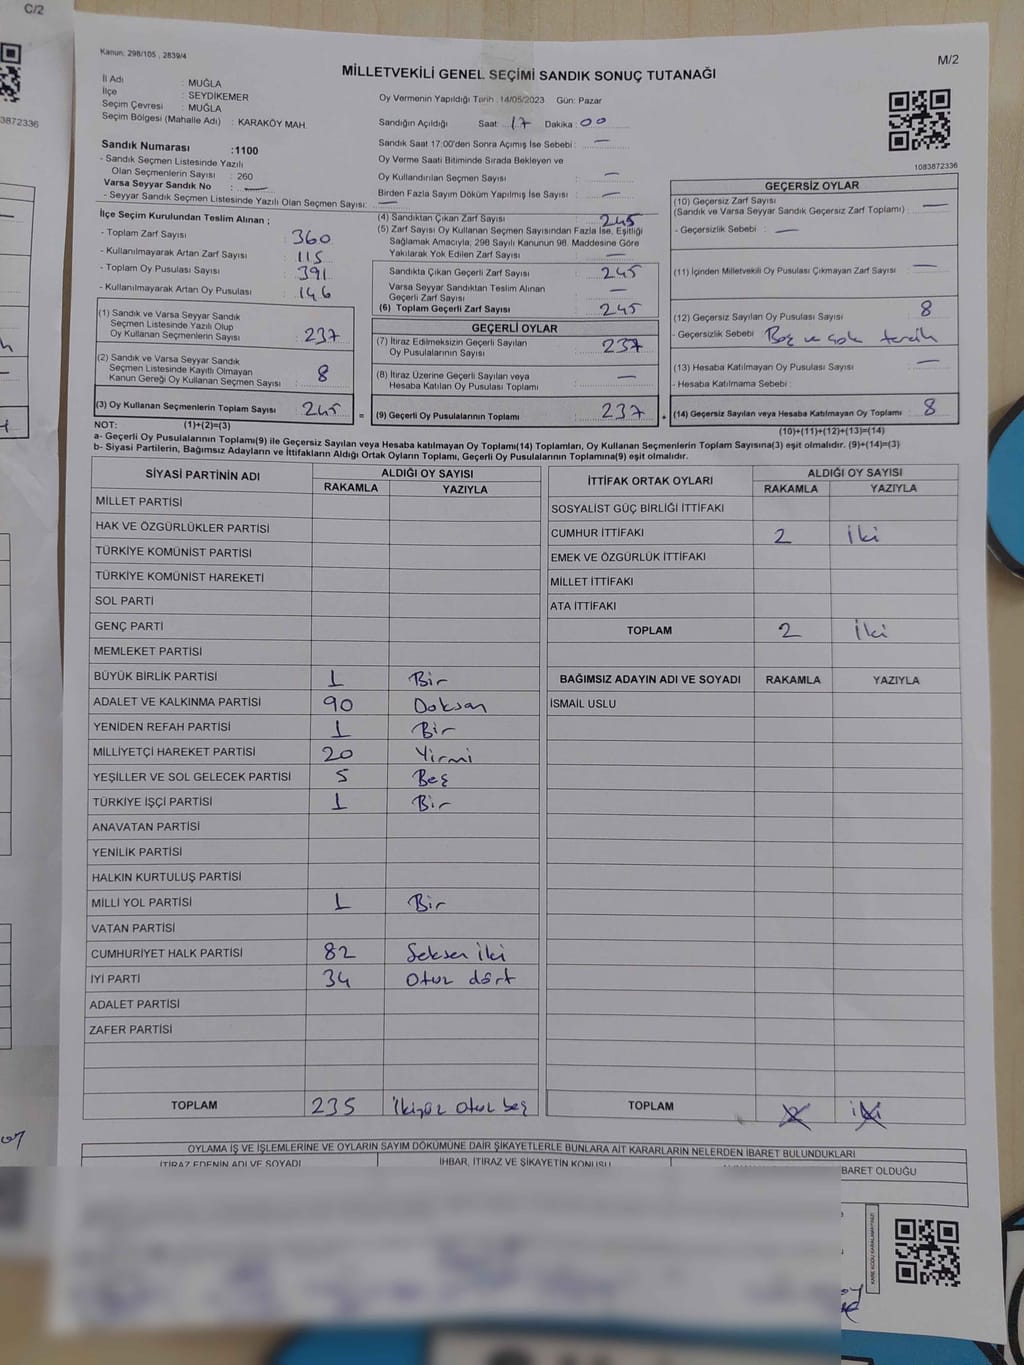 C/2
3872336
Kanun: 298/105 , 2839/4
M/2
MİLLETVEKİLİ GENEL SEÇİMİ SANDIK SONUÇ TUTANAĞI
İl Adı : MUĞLA
İlçe : SEYDİKEMER
Seçim Çevresi : MUĞLA
Seçim Bölgesi (Mahalle Adı) : KARAKÖY MAH.
Oy Vermenin Yapıldığı Tarih : 14/05/2023 Gün: Pazar
Sandığın Açıldığı Saat 17 Dakika : 00
Sandık Saat 17:00'den Sonra Açımış İse Sebebi : —
Oy Verme Saati Bitiminde Sırada Bekleyen ve
Oy Kullandırılan Seçmen Sayısı : —
Birden Fazla Sayım Döküm Yapılmış İse Sayısı : —
1083872336
Sandık Numarası :1100
- Sandık Seçmen Listesinde Yazılı
Olan Seçmenlerin Sayısı : 260
Varsa Seyyar Sandık No : —
- Seyyar Sandık Seçmen Listesinde Yazılı Olan Seçmen Sayısı: —
İlçe Seçim Kurulundan Teslim Alınan ;
- Toplam Zarf Sayısı : 360
- Kullanılmayarak Artan Zarf Sayısı : 115
- Toplam Oy Pusulası Sayısı : 391
- Kullanılmayarak Artan Oy Pusulası : 146
(1) Sandık ve Varsa Seyyar Sandık
Seçmen Listesinde Yazılı Olup
Oy Kullanan Seçmenlerin Sayısı : 237
(2) Sandık ve Varsa Seyyar Sandık
Seçmen Listesinde Kayıtlı Olmayan
Kanun Gereği Oy Kullanan Seçmen Sayısı : 8
(3) Oy Kullanan Seçmenlerin Toplam Sayısı : 245 =
(4) Sandıktan Çıkan Zarf Sayısı : 245
(5) Zarf Sayısı Oy Kullanan Seçmen Sayısından Fazla İse, Eşitliği
Sağlamak Amacıyla; 298 Sayılı Kanunun 98. Maddesine Göre
Yakılarak Yok Edilen Zarf Sayısı : —
Sandıkta Çıkan Geçerli Zarf Sayısı : 245
Varsa Seyyar Sandıktan Teslim Alınan
Geçerli Zarf Sayısı : —
(6) Toplam Geçerli Zarf Sayısı : 245
GEÇERLİ OYLAR
(7) İtiraz Edilmeksizin Geçerli Sayılan
Oy Pusulalarının Sayısı : 237
(8) İtiraz Üzerine Geçerli Sayılan veya
Hesaba Katılan Oy Pusulası Toplamı : —
(9) Geçerli Oy Pusulalarının Toplamı : 237 +
GEÇERSİZ OYLAR
(10) Geçersiz Zarf Sayısı
(Sandık ve Varsa Seyyar Sandık Geçersiz Zarf Toplamı) : —
- Geçersizlik Sebebi : —
(11) İçinden Milletvekili Oy Pusulası Çıkmayan Zarf Sayısı : —
(12) Geçersiz Sayılan Oy Pusulası Sayısı : 8
- Geçersizlik Sebebi : Boş ve çok tercih
(13) Hesaba Katılmayan Oy Pusulası Sayısı : —
- Hesaba Katılmama Sebebi :
(14) Geçersiz Sayılan veya Hesaba Katılmayan Oy Toplamı : 8
NOT: (1)+(2)=(3)
(10)+(11)+(12)+(13)=(14)
a- Geçerli Oy Pusulalarının Toplamı(9) ile Geçersiz Sayılan veya Hesaba katılmayan Oy Toplamı(14) Toplamları, Oy Kullanan Seçmenlerin Toplam Sayısına(3) eşit olmalıdır. (9)+(14)=(3)
b- Siyasi Partilerin, Bağımsız Adayların ve İttifakların Aldığı Oyların Toplamı, Geçerli Oy Pusulalarının Toplamına(9) eşit olmalıdır.
SİYASİ PARTİNİN ADI ALDIĞI OY SAYISI
RAKAMLA YAZIYLA
MİLLET PARTİSİ
HAK VE ÖZGÜRLÜKLER PARTİSİ
TÜRKİYE KOMÜNİST PARTİSİ
TÜRKİYE KOMÜNİST HAREKETİ
SOL PARTİ
GENÇ PARTİ
MEMLEKET PARTİSİ
BÜYÜK BİRLİK PARTİSİ 1 Bir
ADALET VE KALKINMA PARTİSİ 90 Doksan
YENİDEN REFAH PARTİSİ 1 Bir
MİLLİYETÇİ HAREKET PARTİSİ 20 Yirmi
YEŞİLLER VE SOL GELECEK PARTİSİ 5 Beş
TÜRKİYE İŞÇİ PARTİSİ 1 Bir
ANAVATAN PARTİSİ
YENİLİK PARTİSİ
HALKIN KURTULUŞ PARTİSİ
MİLLİ YOL PARTİSİ 1 Bir
VATAN PARTİSİ
CUMHURİYET HALK PARTİSİ 82 Seksen iki
İYİ PARTİ 34 Otuz dört
ADALET PARTİSİ
ZAFER PARTİSİ
TOPLAM 235 İkiyüz otuz beş
İTTİFAK ORTAK OYLARI ALDIĞI OY SAYISI
RAKAMLA YAZIYLA
SOSYALİST GÜÇ BİRLİĞİ İTTİFAKI
CUMHUR İTTİFAKI 2 İki
EMEK VE ÖZGÜRLÜK İTTİFAKI
MİLLET İTTİFAKI
ATA İTTİFAKI
TOPLAM 2 İki
BAĞIMSIZ ADAYIN ADI VE SOYADI RAKAMLA YAZIYLA
İSMAİL USLU
TOPLAM 2 iki
OYLAMA İŞ VE İŞLEMLERİNE VE OYLARIN SAYIM DÖKÜMÜNE DAİR ŞİKAYETLERLE BUNLARA AİT KARARLARIN NELERDEN İBARET BULUNDUKLARI
İTİRAZ EDENİN ADI VE SOYADI İHBAR, İTİRAZ VE ŞİKAYETİN KONUSU BARET OLDUĞU